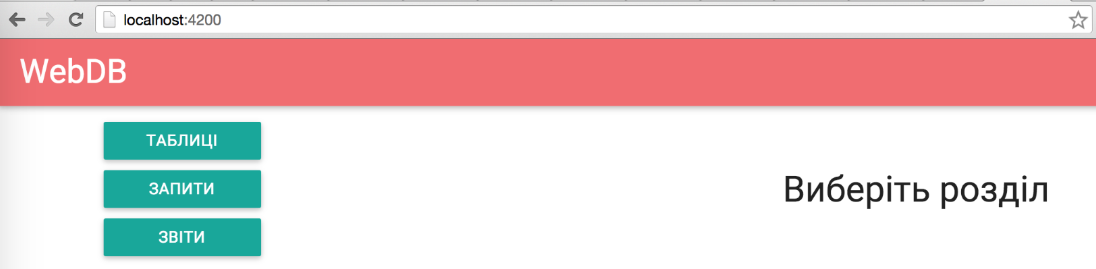 localhost:4200
WebDB
ТАБЛИЦІ
ЗАПИТИ
ЗВІТИ
Виберіть розділ